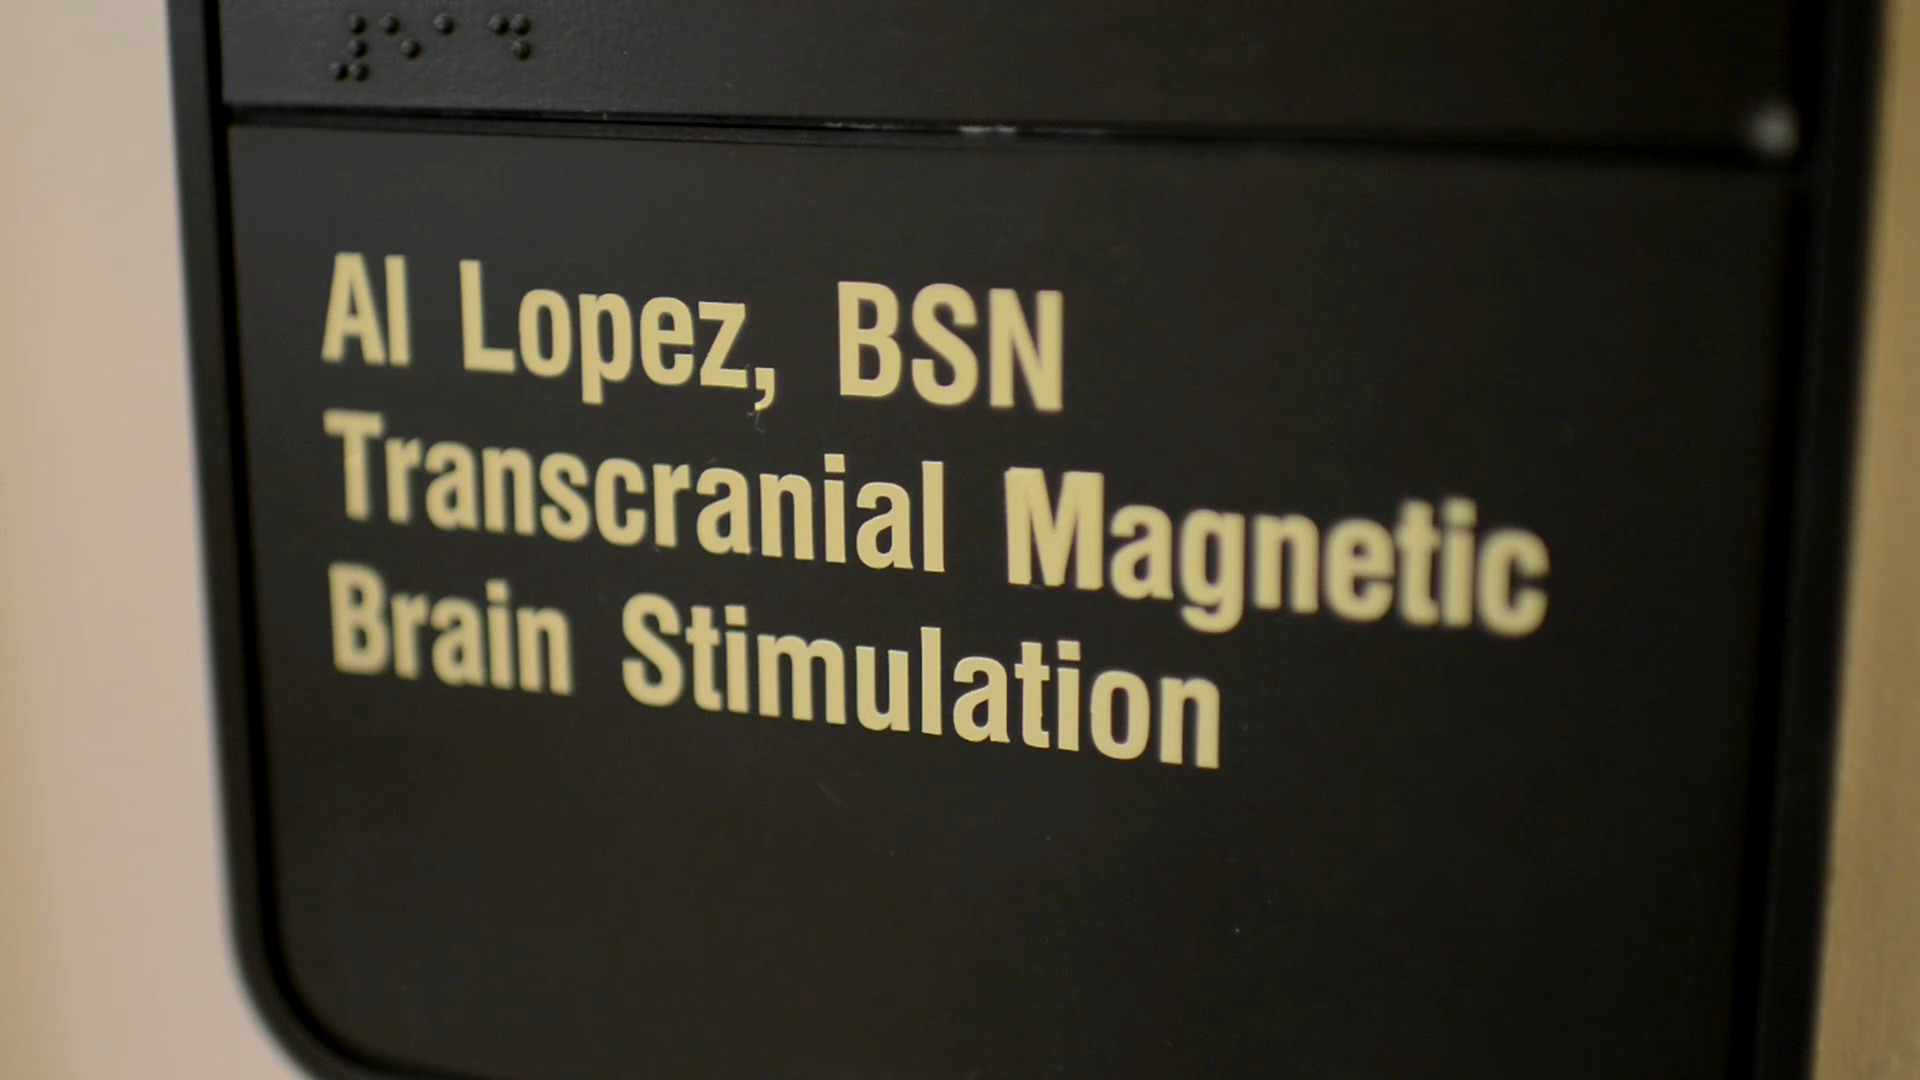 ⠼⠑⠁⠙
Al Lopez, BSN
Transcranial Magnetic
Brain Stimulation